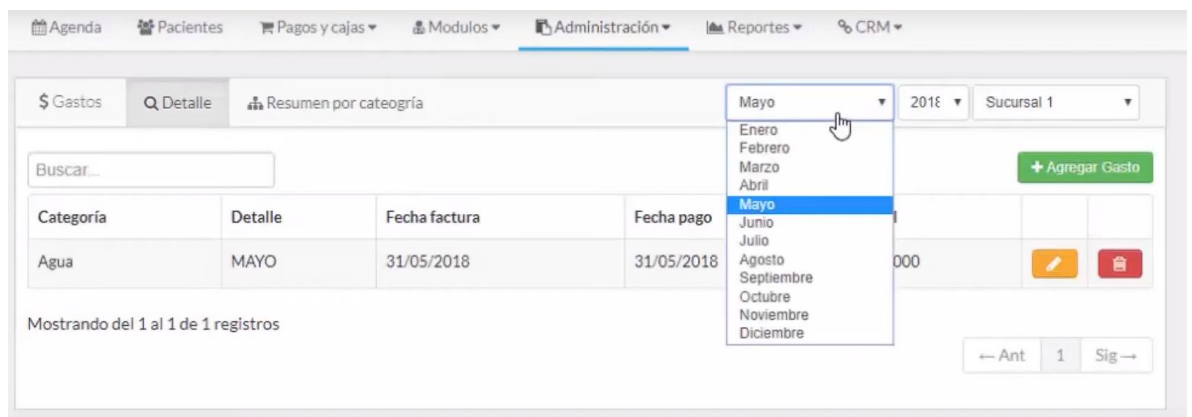 Agenda Pacientes Pagos y cajas Modulos Administración Reportes CRM
$ Gastos Detalle Resumen por cateogría Mayo 2018 Sucursal 1
Enero
Febrero
Buscar... Marzo + Agregar Gasto
Abril
Categoría Detalle Fecha factura Fecha pago Mayo l
Junio
Julio
Agua MAYO 31/05/2018 31/05/2018 Agosto 000
Septiembre
Octubre
Mostrando del 1 al 1 de 1 registros Noviembre
Diciembre
← Ant 1 Sig →